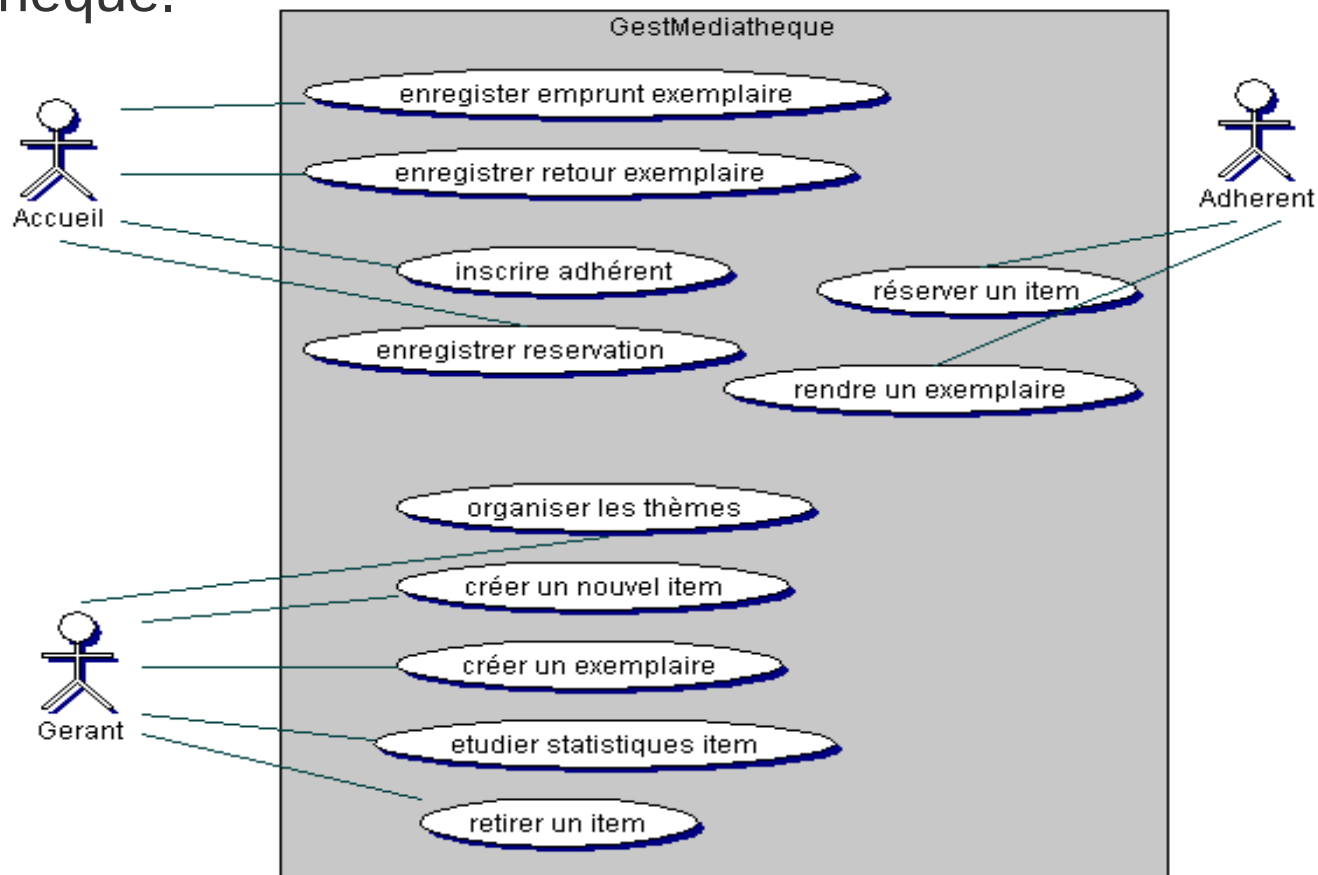 heque.
GestMediatheque
enregister emprunt exemplaire
enregistrer retour exemplaire
Accueil
Adherent
inscrire adhérent
réserver un item
enregistrer reservation
rendre un exemplaire
organiser les thèmes
créer un nouvel item
créer un exemplaire
Gerant
etudier statistiques item
retirer un item